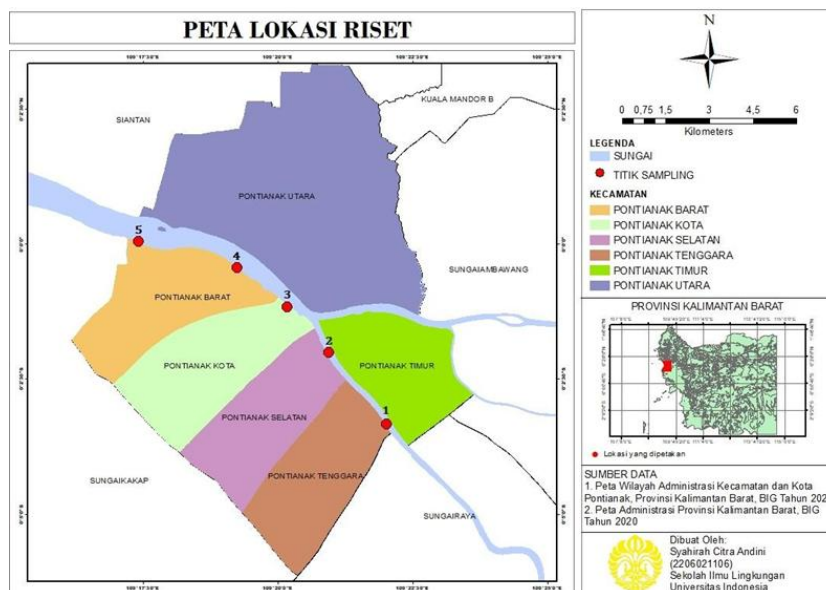 PETA LOKASI RISET
SIANTAN
KUALA MANDOR B
PONTIANAK UTARA
5
4
SUNGAIAMBAWANG
3
PONTIANAK BARAT
2
PONTIANAK KOTA
PONTIANAK TIMUR
1
PONTIANAK SELATAN
PONTIANAK TENGGARA
SUNGAIKAKAP
SUNGAIRAYA
N
0 0,75 1,5 3 4,5 6
Kilometers
LEGENDA
SUNGAI
TITIK SAMPLING
KECAMATAN
PONTIANAK BARAT
PONTIANAK KOTA
PONTIANAK SELATAN
PONTIANAK TENGGARA
PONTIANAK TIMUR
PONTIANAK UTARA
PROVINSI KALIMANTAN BARAT
Lokasi yang dipetakan
SUMBER DATA
1. Peta Wilayah Administrasi Kecamatan dan Kota
Pontianak, Provinsi Kalimantan Barat, BIG Tahun 202
2. Peta Administrasi Provinsi Kalimantan Barat, BIG
Tahun 2020
Dibuat Oleh:
Syahirah Citra Andini
(2206021106)
Sekolah Ilmu Lingkungan
Universitas Indonesia